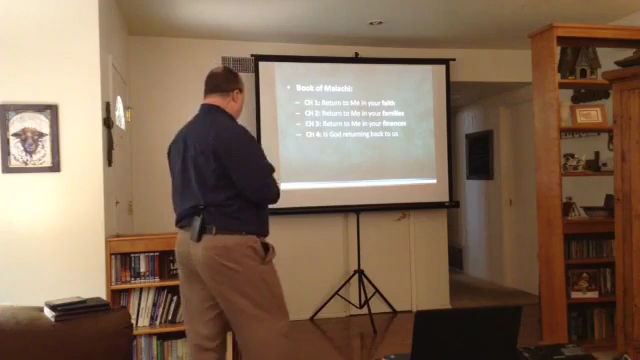 • Book of Malachi:
– CH 1: Return to Me in your faith
– CH 2: Return to Me in your families
– CH 3: Return to Me in your finances
– CH 4: Is God returning back to us